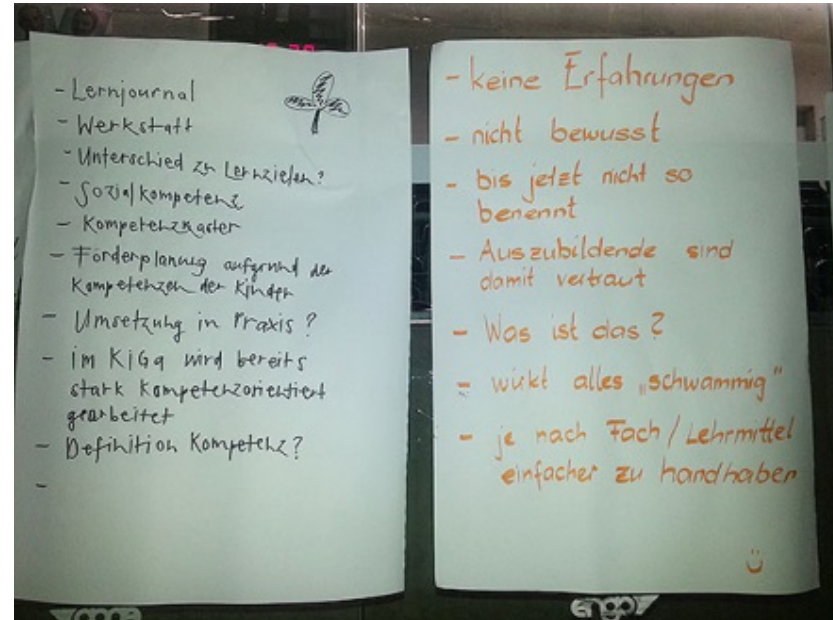 - Lernjournal
- Werkstatt
- Unterschied zu Lernzielen?
- Sozialkompetenz
- Kompetenzraster
- Förderplanung aufgrund der
Kompetenzen der Kinder
- Umsetzung in Praxis?
- im KiGa wird bereits
stark kompetenzorientiert
gearbeitet
- Definition Kompetenz?
-
- keine Erfahrungen
- nicht bewusst
- bis jetzt nicht so
benennt
- Auszubildende sind
damit vertraut
- Was ist das?
- wirkt alles „schwammig"
- je nach Fach / Lehrmittel
einfacher zu handhaben